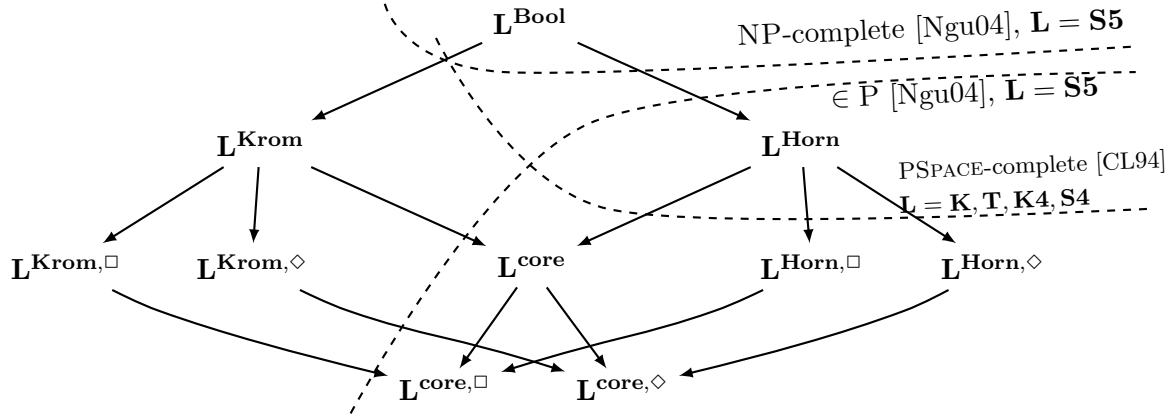 L^Bool
NP-complete [Ngu04], L = S5
∈ P [Ngu04], L = S5
L^Krom
L^Horn
PSPACE-complete [CL94]
L = K, T, K4, S4
L^Krom,□
L^Krom,◇
L^core
L^Horn,□
L^Horn,◇
L^core,□
L^core,◇